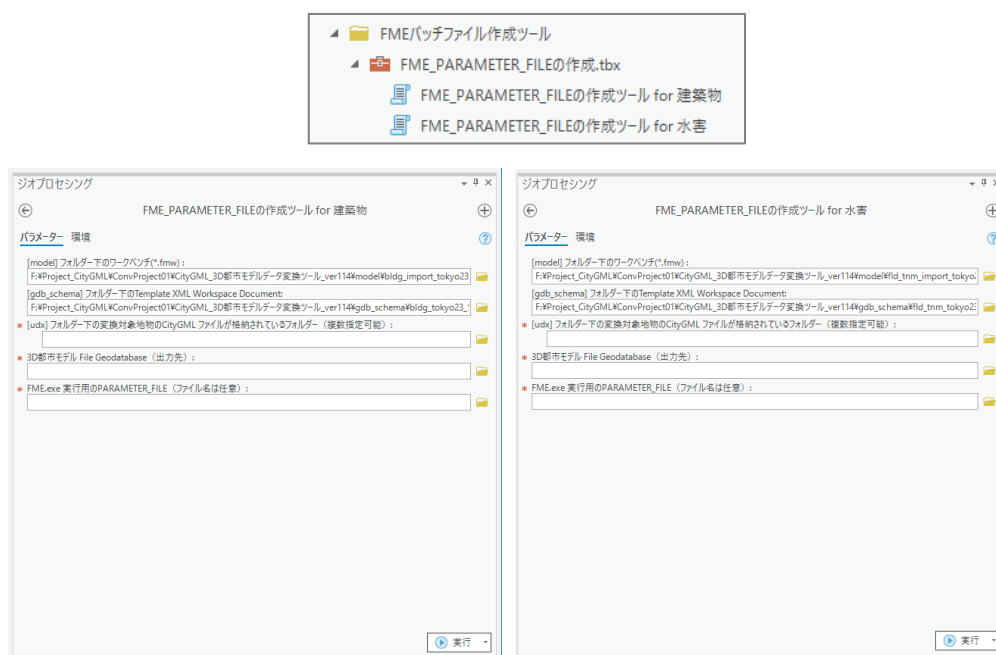 FMEバッチファイル作成ツール
FME_PARAMETER_FILEの作成.tbx
FME_PARAMETER_FILEの作成ツール for 建築物
FME_PARAMETER_FILEの作成ツール for 水害
ジオプロセシング
FME_PARAMETER_FILEの作成ツール for 建築物
パラメーター 環境
[model] フォルダー下のワークベンチ(*.fmw) :
F:¥Project_CityGML¥ConvProject01¥CityGML_3D都市モデルデータ変換ツール_ver114¥model¥bldg_import_tokyo23
[gdb_schema] フォルダー下のTemplate XML Workspace Document:
F:¥Project_CityGML¥ConvProject01¥CityGML_3D都市モデルデータ変換ツール_ver114¥gdb_schema¥bldg_tokyo23_
* [udx] フォルダー下の変換対象地物のCityGML ファイルが格納されているフォルダー（複数指定可能）:
* 3D都市モデル File Geodatabase（出力先）:
* FME.exe 実行用のPARAMETER_FILE（ファイル名は任意）:
実行
ジオプロセシング
FME_PARAMETER_FILEの作成ツール for 水害
パラメーター 環境
[model] フォルダー下のワークベンチ(*.fmw) :
F:¥Project_CityGML¥ConvProject01¥CityGML_3D都市モデルデータ変換ツール_ver114¥model¥fld_tnm_import_tokyo
[gdb_schema] フォルダー下のTemplate XML Workspace Document:
F:¥Project_CityGML¥ConvProject01¥CityGML_3D都市モデルデータ変換ツール_ver114¥gdb_schema¥fld_tnm_tokyo23
* [udx] フォルダー下の変換対象地物のCityGML ファイルが格納されているフォルダー（複数指定可能）:
* 3D都市モデル File Geodatabase（出力先）:
* FME.exe 実行用のPARAMETER_FILE（ファイル名は任意）:
実行